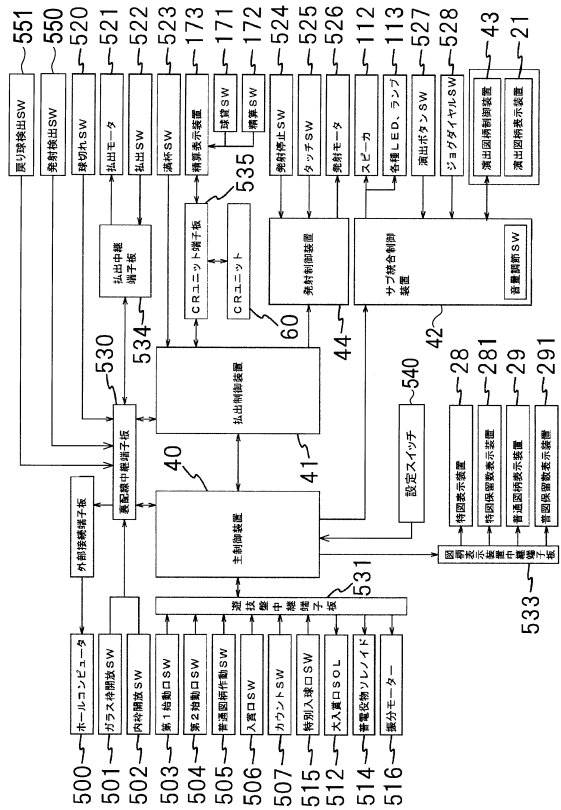 551
戻り球検出SW
550
発射検出SW
520
球切れSW
521
払出モータ
522
払出SW
523
満杯SW
173
精算表示装置
171
球貸SW
172
精算SW
524
発射停止SW
525
タッチSW
526
発射モータ
112
スピーカ
113
各種LED、ランプ
527
演出ボタンSW
528
ジョグダイヤルSW
43
演出図柄制御装置
21
演出図柄表示装置
払出中継
端子板
534
CRユニット端子板
535
CRユニット
60
発射制御装置
44
サブ統合制御
装置
音量調節SW
42
530
裏配線中継端子板
払出制御装置
41
外部接続端子板
40
主制御装置
設定スイッチ
540
28
特図表示装置
281
特図保留数表示装置
29
普通図柄表示装置
291
普図保留数表示装置
図柄表示装置中継端子板
533
遊技盤中継端子板
531
ホールコンピュータ
500
ガラス枠開放SW
501
内枠開放SW
502
第1始動口SW
503
第2始動口SW
504
普通図柄作動SW
505
入賞口SW
506
カウントSW
507
特別入球口SW
515
大入賞口SOL
512
普電役物ソレノイド
514
振分モーター
516